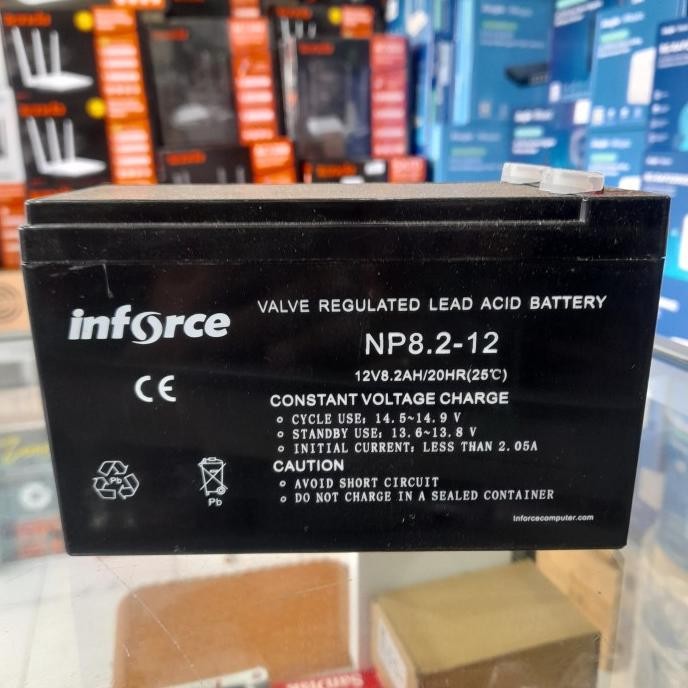 inforce
VALVE REGULATED LEAD ACID BATTERY
NP8.2-12
12V8.2AH/20HR(25℃)
CE
CONSTANT VOLTAGE CHARGE
CYCLE USE: 14.5~14.9 V
STANDBY USE: 13.6~13.8 V
INITIAL CURRENT: LESS THAN 2.05A
CAUTION
AVOID SHORT CIRCUIT
DO NOT CHARGE IN A SEALED CONTAINER
Pb
Pb
Inforcecomputer.com
SanDisk